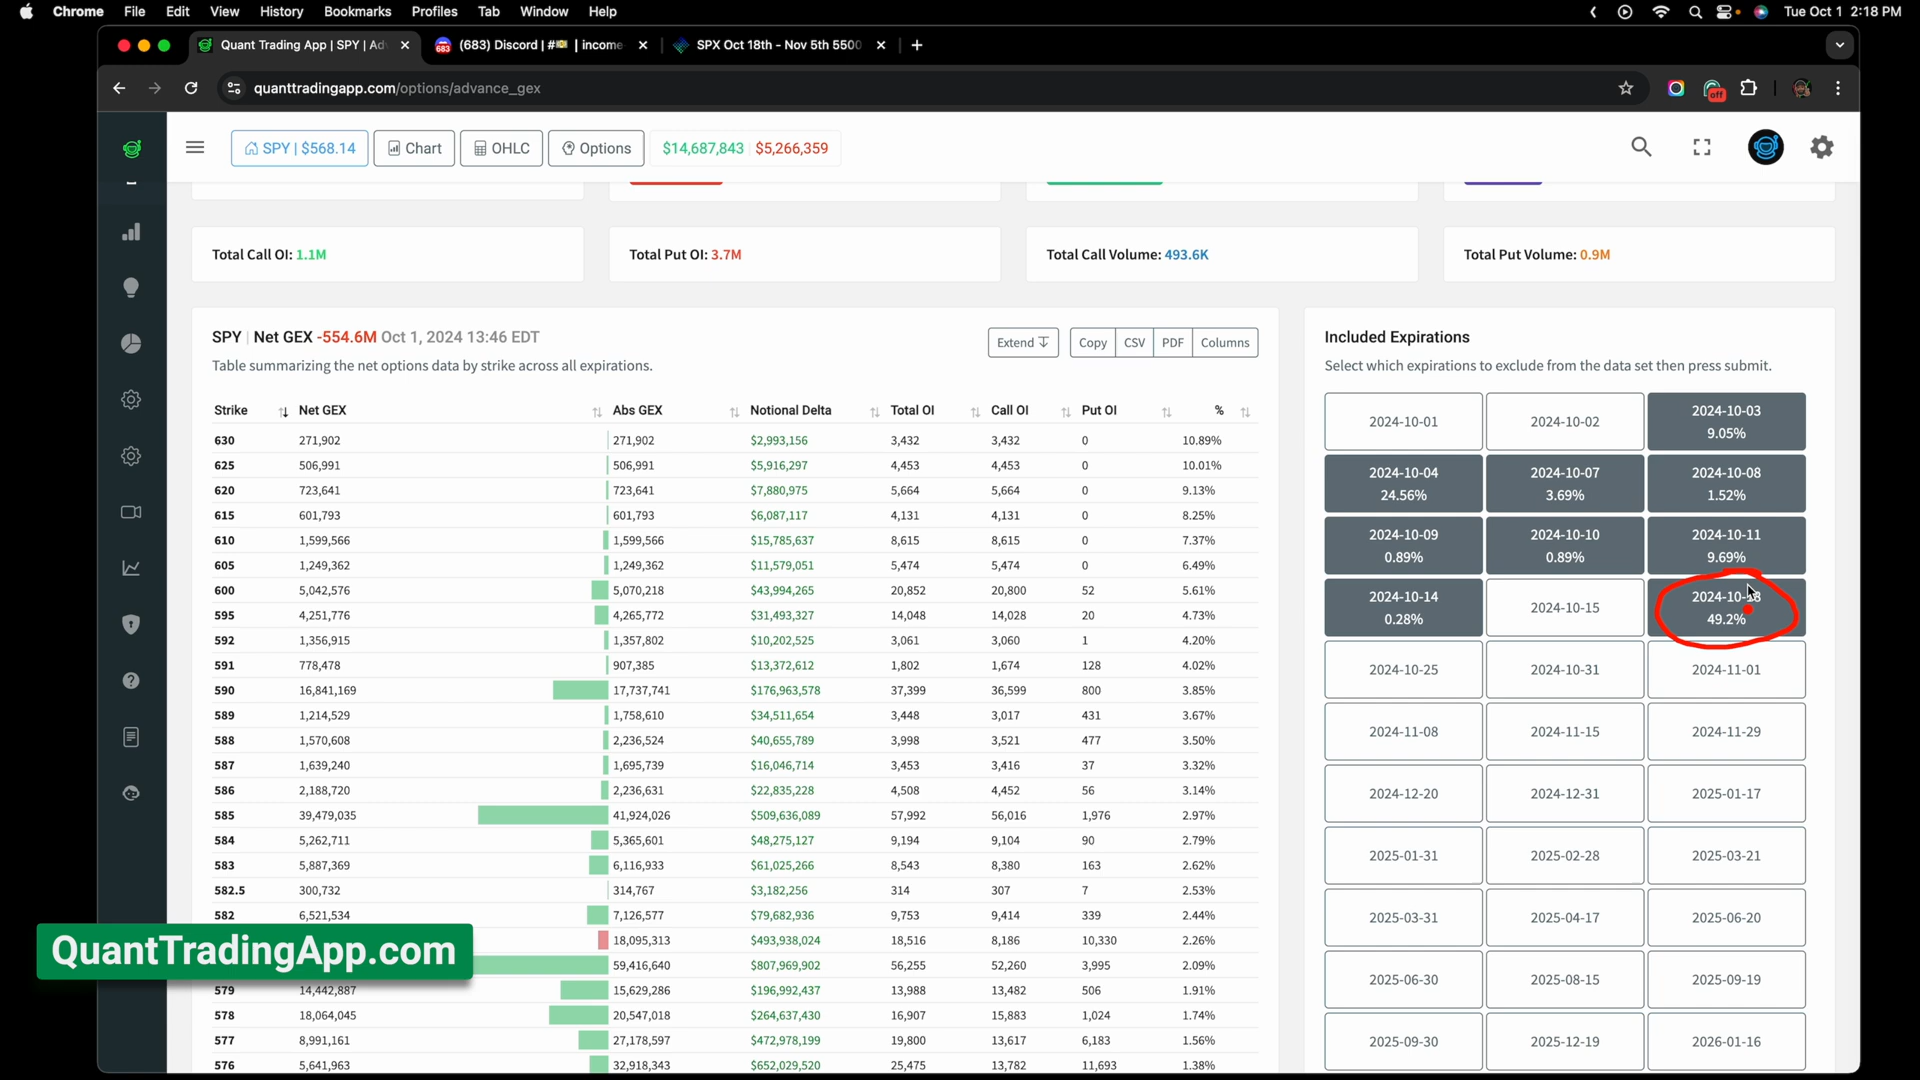 Chrome File Edit View History Bookmarks Profiles Tab Window Help Tue Oct 1 2:18 PM
Quant Trading App | SPY | Ad (683) Discord | # | income SPX Oct 18th - Nov 5th 5500
quanttradingapp.com/options/advance_gex off
SPY | $568.14 Chart OHLC Options $14,687,843 $5,266,359
Total Call OI: 1.1M Total Put OI: 3.7M Total Call Volume: 493.6K Total Put Volume: 0.9M
SPY | Net GEX -554.6M Oct 1, 2024 13:46 EDT
Table summarizing the net options data by strike across all expirations.
Extend Copy CSV PDF Columns
Strike Net GEX Abs GEX Notional Delta Total OI Call OI Put OI %
630 271,902 271,902 $2,993,156 3,432 3,432 0 10.89%
625 506,991 506,991 $5,916,297 4,453 4,453 0 10.01%
620 723,641 723,641 $7,880,975 5,664 5,664 0 9.13%
615 601,793 601,793 $6,087,117 4,131 4,131 0 8.25%
610 1,599,566 1,599,566 $15,785,637 8,615 8,615 0 7.37%
605 1,249,362 1,249,362 $11,579,051 5,474 5,474 0 6.49%
600 5,042,576 5,070,218 $43,994,265 20,852 20,800 52 5.61%
595 4,251,776 4,265,772 $31,493,327 14,048 14,028 20 4.73%
592 1,356,915 1,357,802 $10,202,525 3,061 3,060 1 4.20%
591 778,478 907,385 $13,372,612 1,802 1,674 128 4.02%
590 16,841,169 17,737,741 $176,963,578 37,399 36,599 800 3.85%
589 1,214,529 1,758,610 $34,511,654 3,448 3,017 431 3.67%
588 1,570,608 2,236,524 $40,655,789 3,998 3,521 477 3.50%
587 1,639,240 1,695,739 $16,046,714 3,453 3,416 37 3.32%
586 2,188,720 2,236,631 $22,835,228 4,508 4,452 56 3.14%
585 39,479,035 41,924,026 $509,636,089 57,992 56,016 1,976 2.97%
584 5,262,711 5,365,601 $48,275,127 9,194 9,104 90 2.79%
583 5,887,369 6,116,933 $61,025,266 8,543 8,380 163 2.62%
582.5 300,732 314,767 $3,182,256 314 307 7 2.53%
582 6,521,534 7,126,577 $79,682,936 9,753 9,414 339 2.44%
18,095,313 $493,938,024 18,516 8,186 10,330 2.26%
59,416,640 $807,969,902 56,255 52,260 3,995 2.09%
579 14,442,887 15,629,286 $196,992,437 13,988 13,482 506 1.91%
578 18,064,045 20,547,018 $264,637,430 16,907 15,883 1,024 1.74%
577 8,991,161 27,178,597 $472,978,199 19,800 13,617 6,183 1.56%
576 5,641,963 32,918,343 $652,029,520 25,475 13,782 11,693 1.38%
QuantTradingApp.com
Included Expirations
Select which expirations to exclude from the data set then press submit.
2024-10-01 2024-10-02 2024-10-03
9.05%
2024-10-04 2024-10-07 2024-10-08
24.56% 3.69% 1.52%
2024-10-09 2024-10-10 2024-10-11
0.89% 0.89% 9.69%
2024-10-14 2024-10-15 2024-10-18
0.28% 49.2%
2024-10-25 2024-10-31 2024-11-01
2024-11-08 2024-11-15 2024-11-29
2024-12-20 2024-12-31 2025-01-17
2025-01-31 2025-02-28 2025-03-21
2025-03-31 2025-04-17 2025-06-20
2025-06-30 2025-08-15 2025-09-19
2025-09-30 2025-12-19 2026-01-16